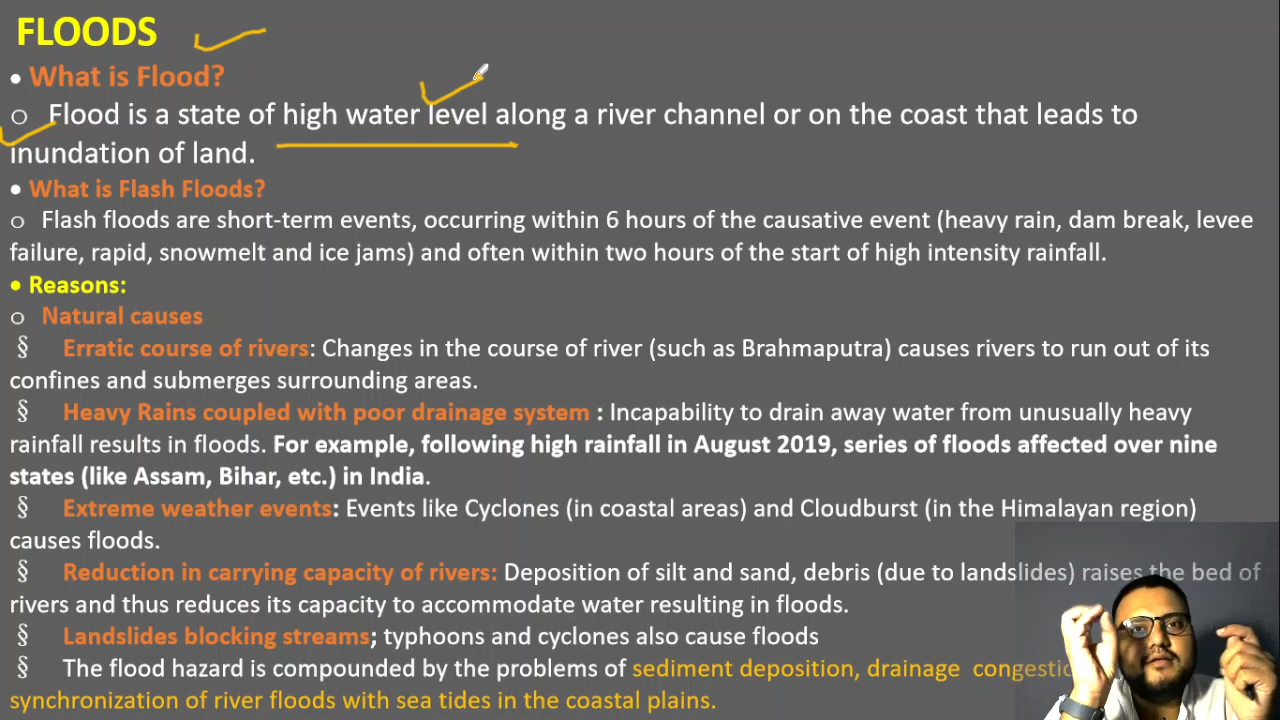 FLOODS
• What is Flood?
o Flood is a state of high water level along a river channel or on the coast that leads to
inundation of land.
• What is Flash Floods?
o Flash floods are short-term events, occurring within 6 hours of the causative event (heavy rain, dam break, levee
failure, rapid, snowmelt and ice jams) and often within two hours of the start of high intensity rainfall.
• Reasons:
o Natural causes
§ Erratic course of rivers: Changes in the course of river (such as Brahmaputra) causes rivers to run out of its
confines and submerges surrounding areas.
§ Heavy Rains coupled with poor drainage system : Incapability to drain away water from unusually heavy
rainfall results in floods. For example, following high rainfall in August 2019, series of floods affected over nine
states (like Assam, Bihar, etc.) in India.
§ Extreme weather events: Events like Cyclones (in coastal areas) and Cloudburst (in the Himalayan region)
causes floods.
§ Reduction in carrying capacity of rivers: Deposition of silt and sand, debris (due to landslides) raises the bed of
rivers and thus reduces its capacity to accommodate water resulting in floods.
§ Landslides blocking streams; typhoons and cyclones also cause floods
§ The flood hazard is compounded by the problems of sediment deposition, drainage
synchronization of river floods with sea tides in the coastal plains.